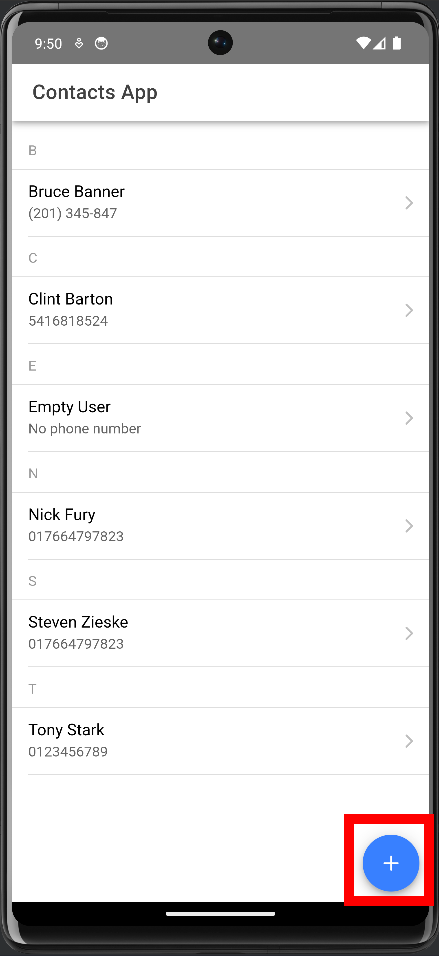 9:50
Contacts App
B
Bruce Banner
(201) 345-847
C
Clint Barton
5416818524
E
Empty User
No phone number
N
Nick Fury
017664797823
S
Steven Zieske
017664797823
T
Tony Stark
0123456789
+